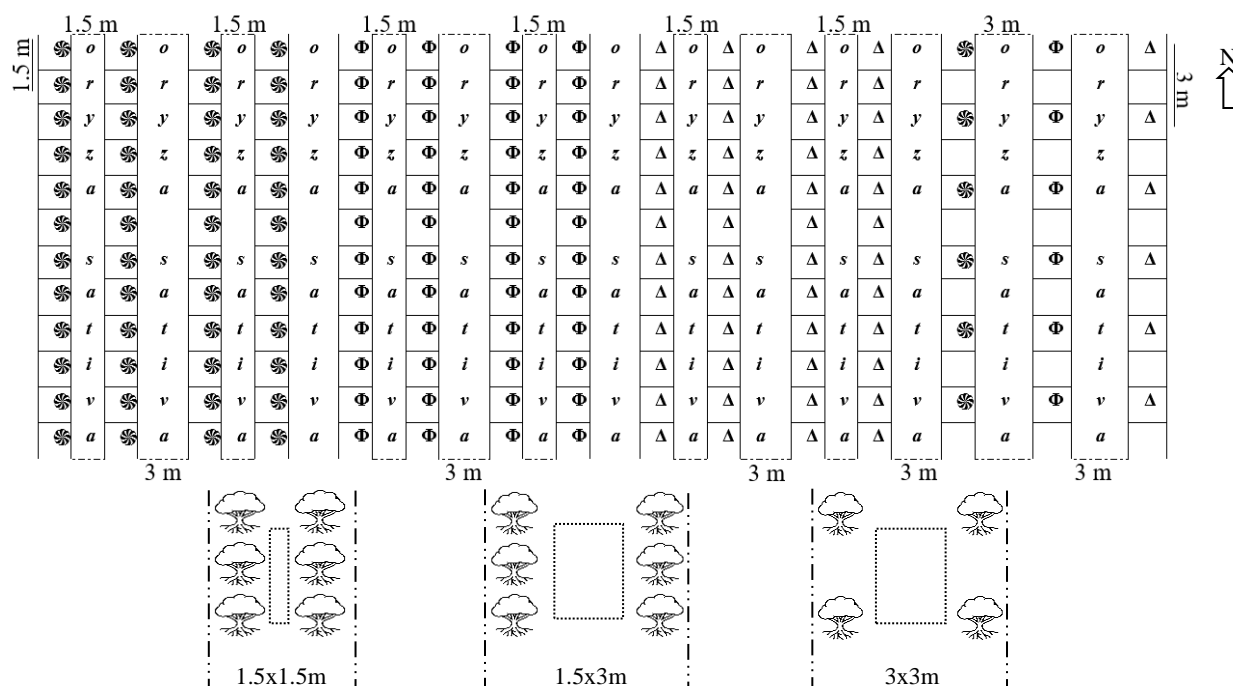 1.5 m 1.5 m 1.5 m 1.5 m 1.5 m 1.5 m 3 m
1.5 m
N
3 m
o o o o Φ o Φ o Φ o Φ o Δ o Δ o Δ o Δ o o Φ o Δ
r r r r Φ r Φ r Φ r Φ r Δ r Δ r Δ r Δ r r r
y y y y Φ y Φ y Φ y Φ y Δ y Δ y Δ y Δ y y Φ y Δ
z z z z Φ z Φ z Φ z Φ z Δ z Δ z Δ z Δ z z z
a a a a Φ a Φ a Φ a Φ a Δ a Δ a Δ a Δ a a Φ a Δ
Φ Φ Φ Φ Δ Δ Δ Δ
s s s s Φ s Φ s Φ s Φ s Δ s Δ s Δ s Δ s s Φ s Δ
a a a a Φ a Φ a Φ a Φ a Δ a Δ a Δ a Δ a a a
t t t t Φ t Φ t Φ t Φ t Δ t Δ t Δ t Δ t t Φ t Δ
i i i i Φ i Φ i Φ i Φ i Δ i Δ i Δ i Δ i i i
v v v v Φ v Φ v Φ v Φ v Δ v Δ v Δ v Δ v v Φ v Δ
a a a a Φ a Φ a Φ a Φ a Δ a Δ a Δ a Δ a a a
3 m 3 m 3 m 3 m 3 m
1.5x1.5m 1.5x3m 3x3m